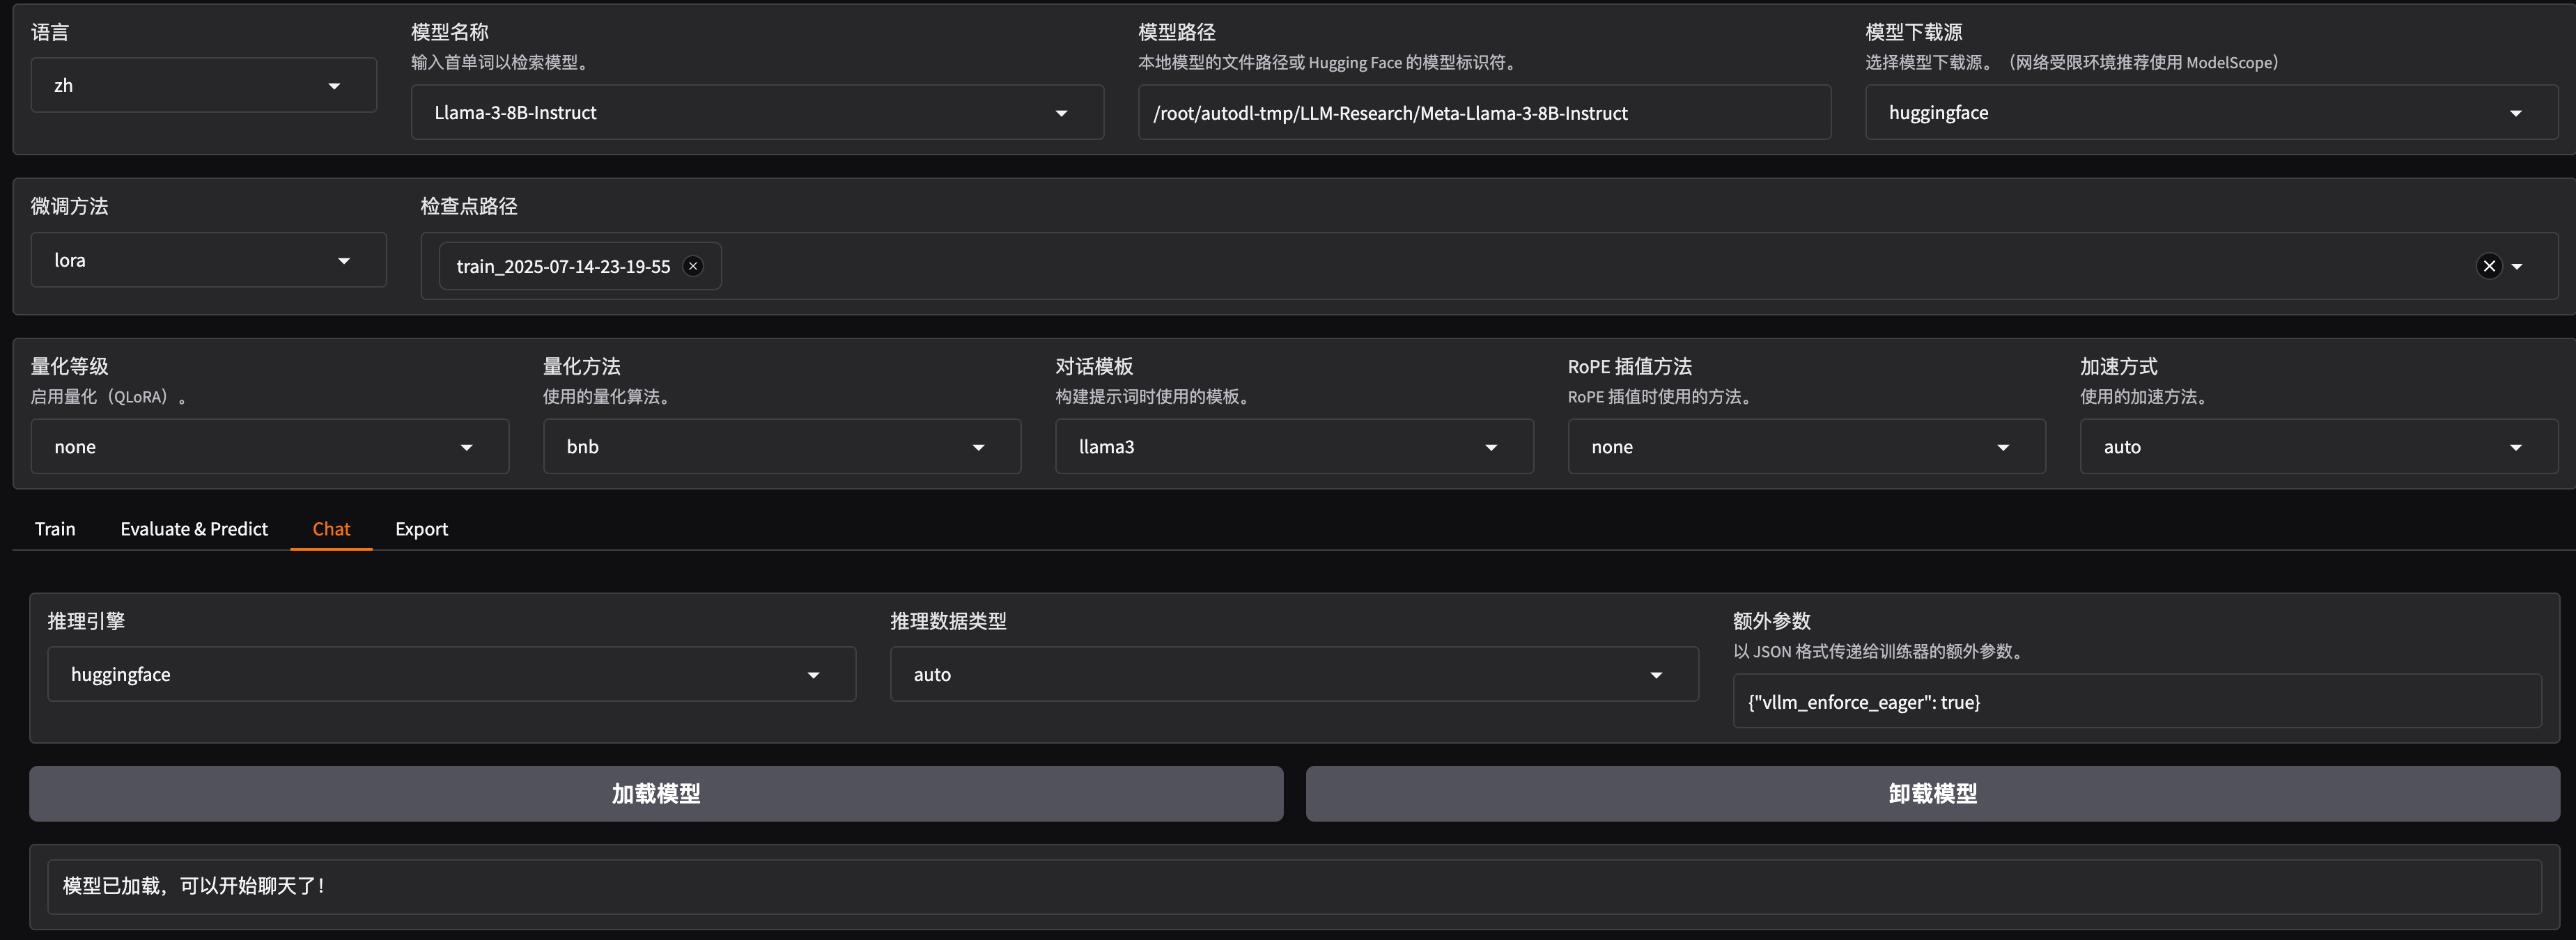 语言
模型名称
模型路径
模型下载源
输入首单词以检索模型。
本地模型的文件路径或 Hugging Face 的模型标识符。
选择模型下载源。（网络受限环境推荐使用 ModelScope）
zh
Llama-3-8B-Instruct
/root/autodl-tmp/LLM-Research/Meta-Llama-3-8B-Instruct
huggingface
微调方法
检查点路径
lora
train_2025-07-14-23-19-55
量化等级
量化方法
对话模板
RoPE 插值方法
加速方式
启用量化（QLoRA）。
使用的量化算法。
构建提示词时使用的模板。
RoPE 插值时使用的方法。
使用的加速方法。
none
bnb
llama3
none
auto
Train
Evaluate & Predict
Chat
Export
推理引擎
推理数据类型
额外参数
以 JSON 格式传递给训练器的额外参数。
huggingface
auto
{"vllm_enforce_eager": true}
加载模型
卸载模型
模型已加载，可以开始聊天了！